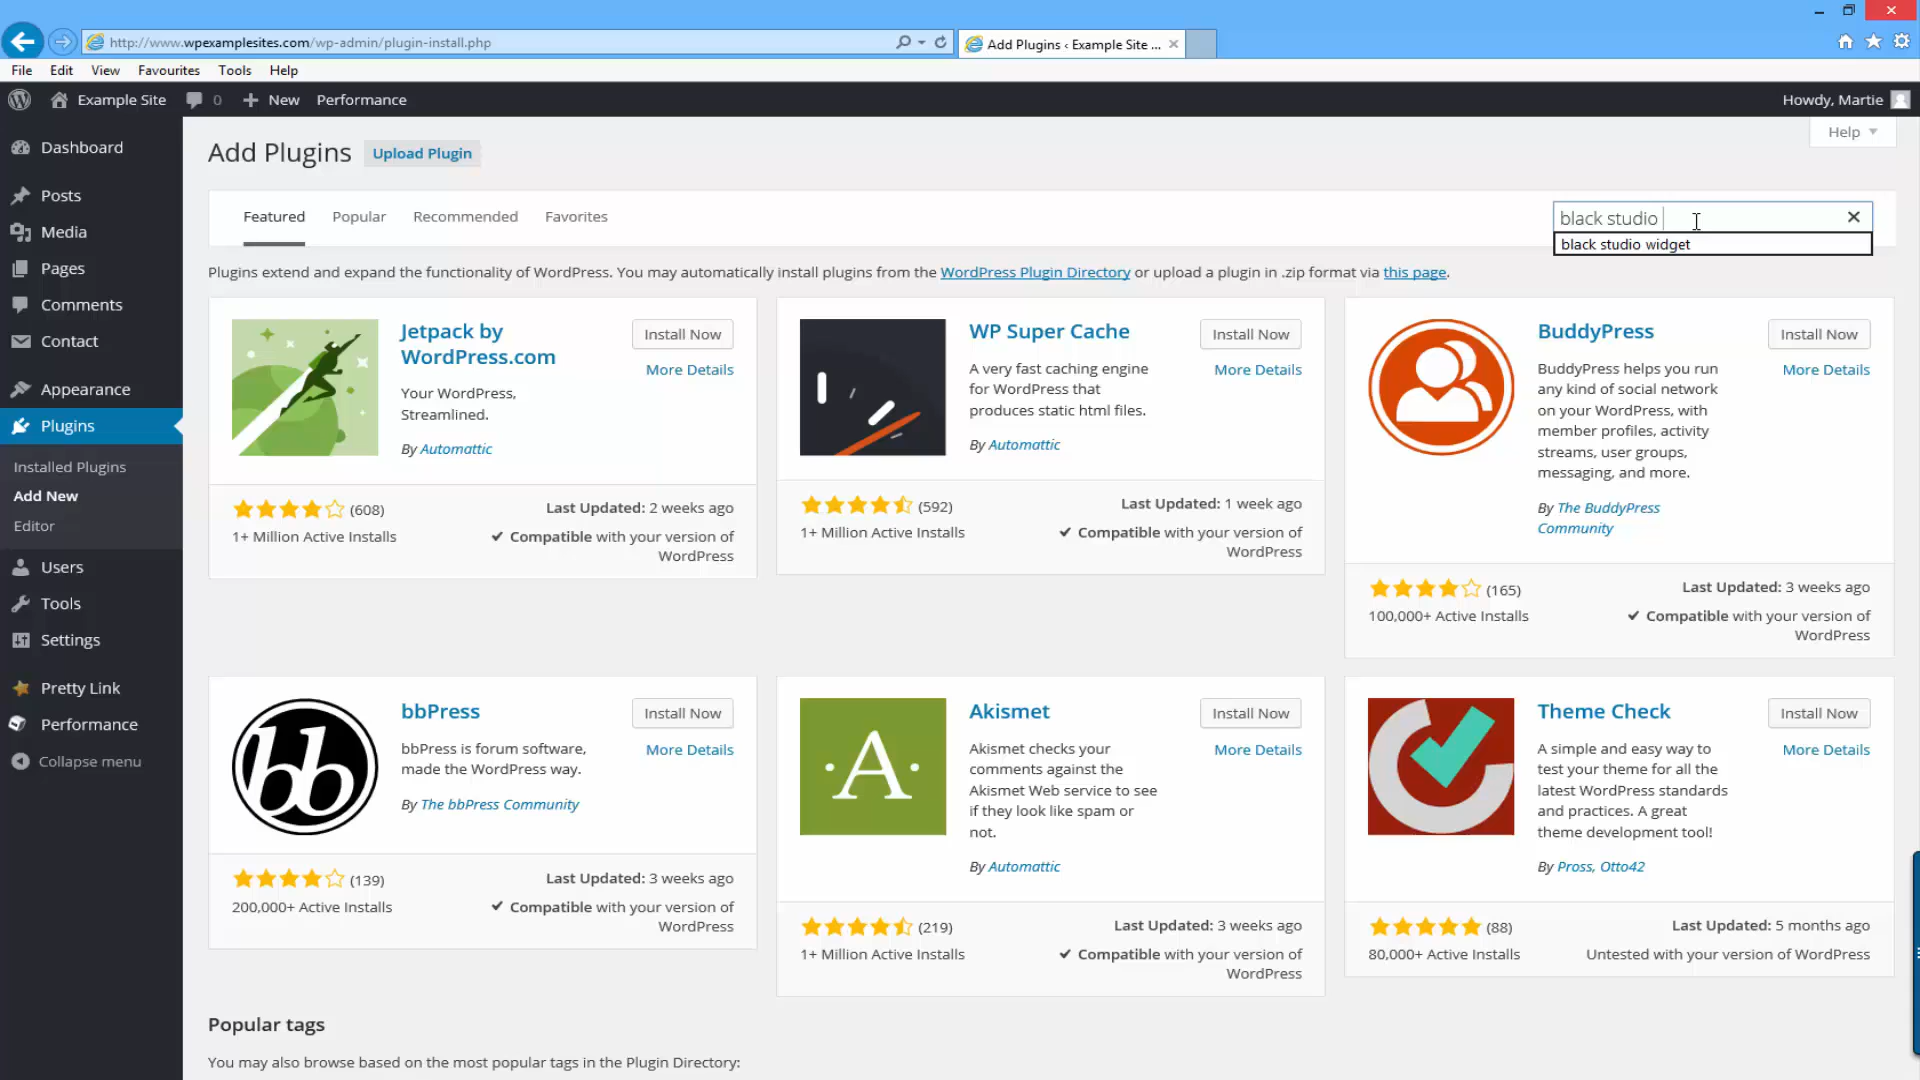 http://www.wpexamplesites.com/wp-admin/plugin-install.php
Add Plugins ‹ Example Site ...
File Edit View Favourites Tools Help
Example Site 0 New Performance
Howdy, Martie
Dashboard
Posts
Media
Pages
Comments
Contact
Appearance
Plugins
Installed Plugins
Add New
Editor
Users
Tools
Settings
Pretty Link
Performance
Collapse menu
Help
Add Plugins Upload Plugin
Featured Popular Recommended Favorites
black studio
black studio widget
Plugins extend and expand the functionality of WordPress. You may automatically install plugins from the WordPress Plugin Directory or upload a plugin in .zip format via this page.
Jetpack by
WordPress.com
Install Now
More Details
Your WordPress,
Streamlined.
By Automattic
(608)
Last Updated: 2 weeks ago
1+ Million Active Installs
Compatible with your version of
WordPress
WP Super Cache
Install Now
More Details
A very fast caching engine
for WordPress that
produces static html files.
By Automattic
(592)
Last Updated: 1 week ago
1+ Million Active Installs
Compatible with your version of
WordPress
BuddyPress
Install Now
More Details
BuddyPress helps you run
any kind of social network
on your WordPress, with
member profiles, activity
streams, user groups,
messaging, and more.
By The BuddyPress
Community
(165)
Last Updated: 3 weeks ago
100,000+ Active Installs
Compatible with your version of
WordPress
bb
bbPress
Install Now
More Details
bbPress is forum software,
made the WordPress way.
By The bbPress Community
(139)
Last Updated: 3 weeks ago
200,000+ Active Installs
Compatible with your version of
WordPress
·A·
Akismet
Install Now
More Details
Akismet checks your
comments against the
Akismet Web service to see
if they look like spam or
not.
By Automattic
(219)
Last Updated: 3 weeks ago
1+ Million Active Installs
Compatible with your version of
WordPress
Theme Check
Install Now
More Details
A simple and easy way to
test your theme for all the
latest WordPress standards
and practices. A great
theme development tool!
By Pross, Otto42
(88)
Last Updated: 5 months ago
80,000+ Active Installs
Untested with your version of WordPress
Popular tags
You may also browse based on the most popular tags in the Plugin Directory: